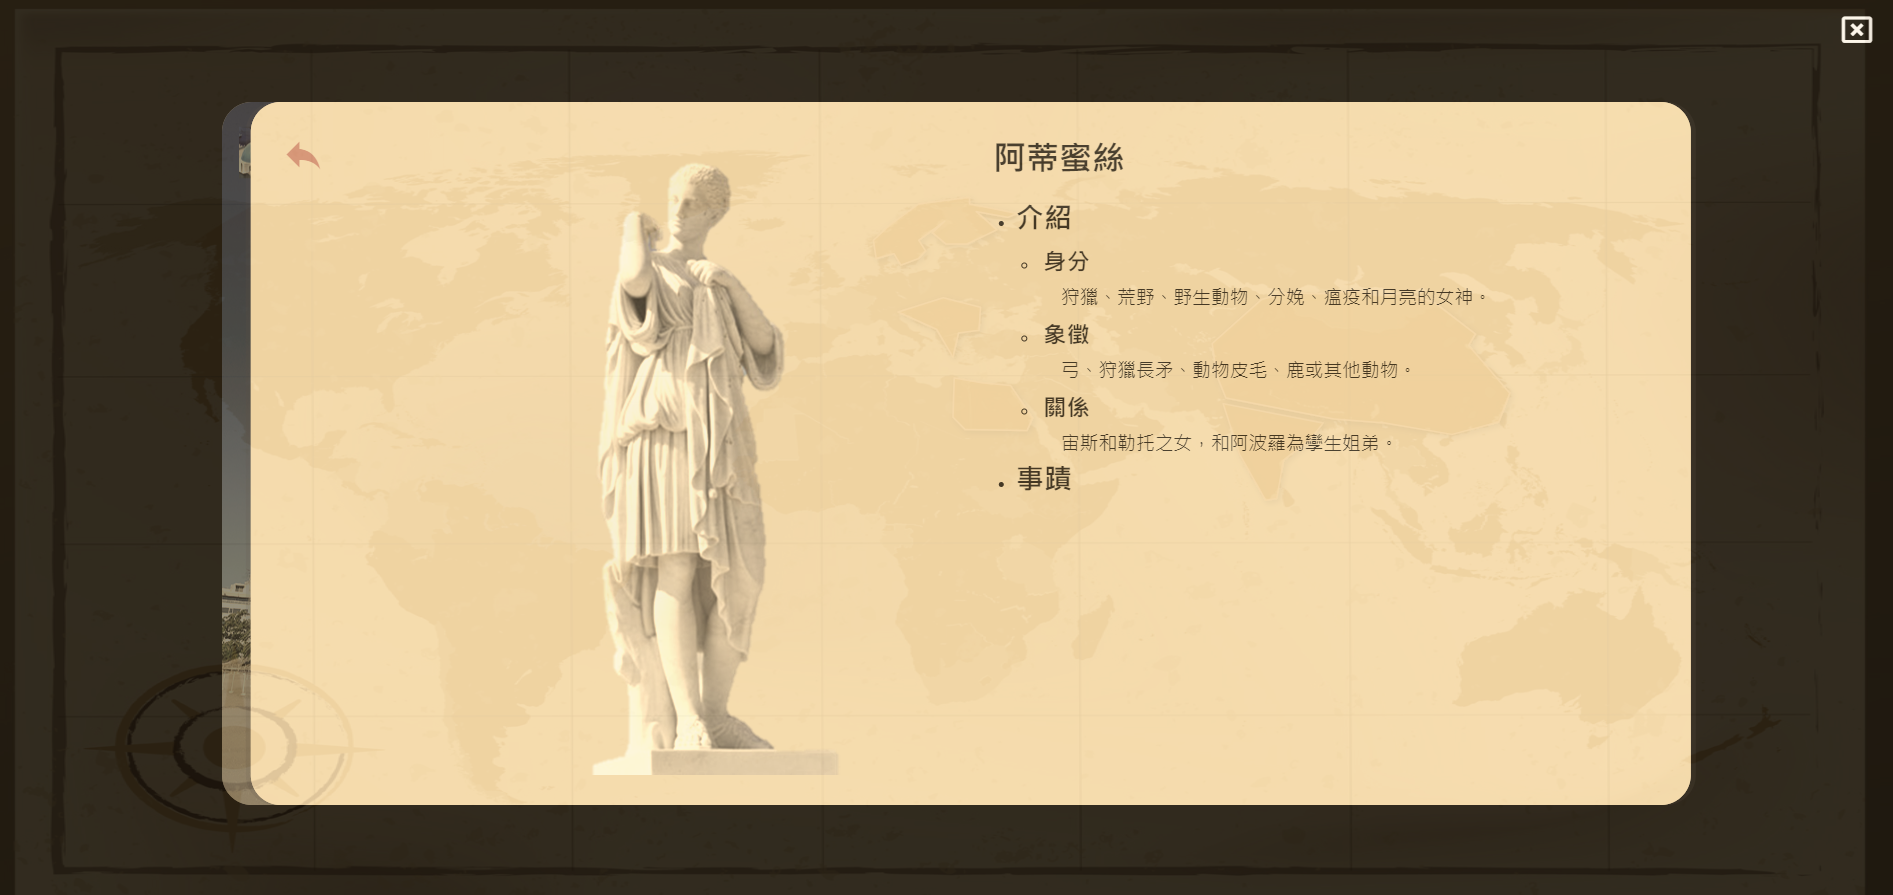 阿蒂蜜絲
• 介紹
◦ 身分
狩獵、荒野、野生動物、分娩、瘟疫和月亮的女神。
◦ 象徵
弓、狩獵長矛、動物皮毛、鹿或其他動物。
◦ 關係
宙斯和勒托之女，和阿波羅為孿生姐弟。
• 事蹟